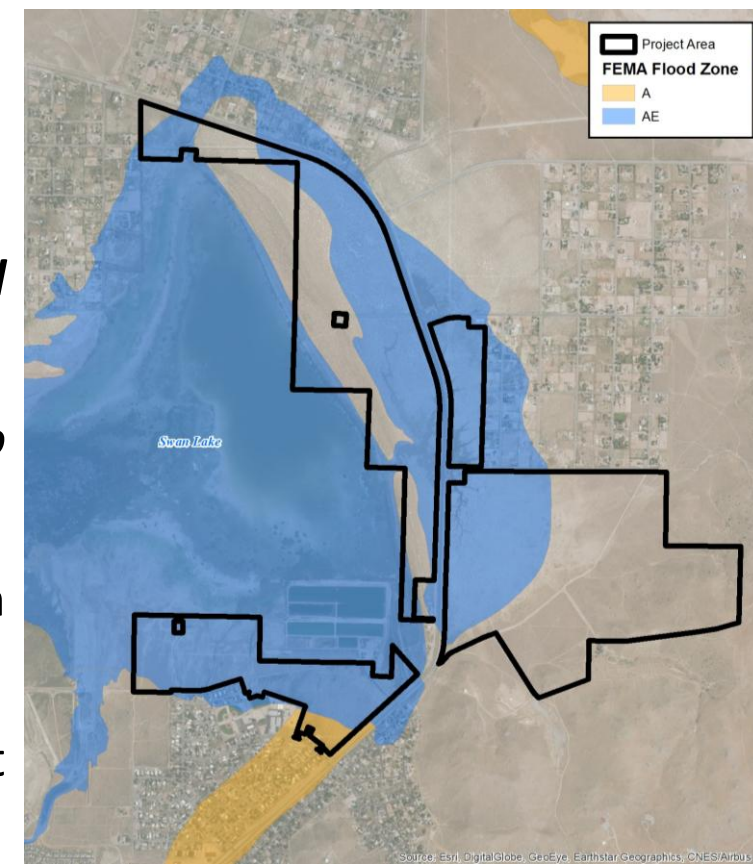 Project Area
FEMA Flood Zone
A
AE
Swan Lake
Source: Esri, DigitalGlobe, GeoEye, Earthstar Geographics, CNES/Airbus